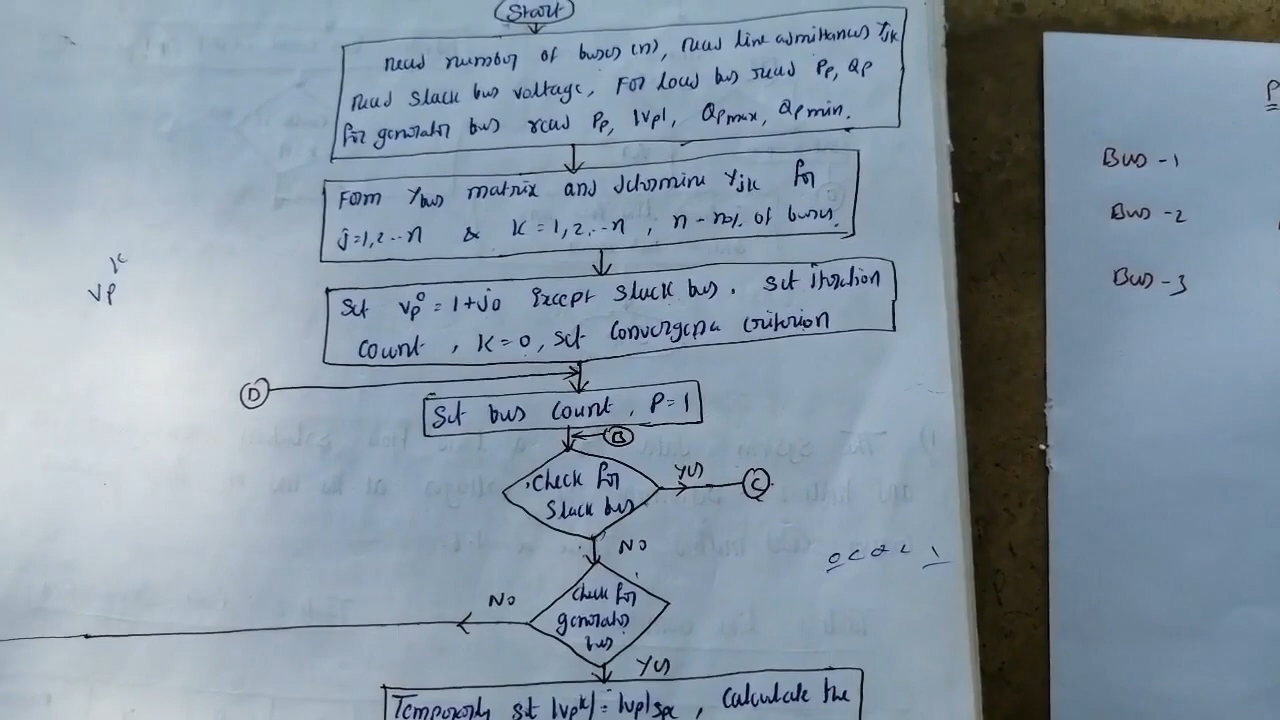 Start
Read number of buses (n), Read line admittances Yjk
Read slack bus voltage, For load bus read Pp, Qp
For generator bus read Pp, |Vp|, Qpmax, Qpmin.
Form Ybus matrix and determine Yjk for
j=1,2..n & K=1,2,..n, n - no/. of buses.
Set Vp⁰ = 1+j0 Except Slack bus. Set iteration
count, K=0, set convergence criterion
D
Set bus count, P=1
B
check for
Slack bus
Yes
C
NO
check for
generator
bus
NO
Yes
Temporarily set |Vpᵏ| = |Vp|spe, calculate the
Vpᵏ
0<α<1
P
Bus -1
Bus -2
Bus -3